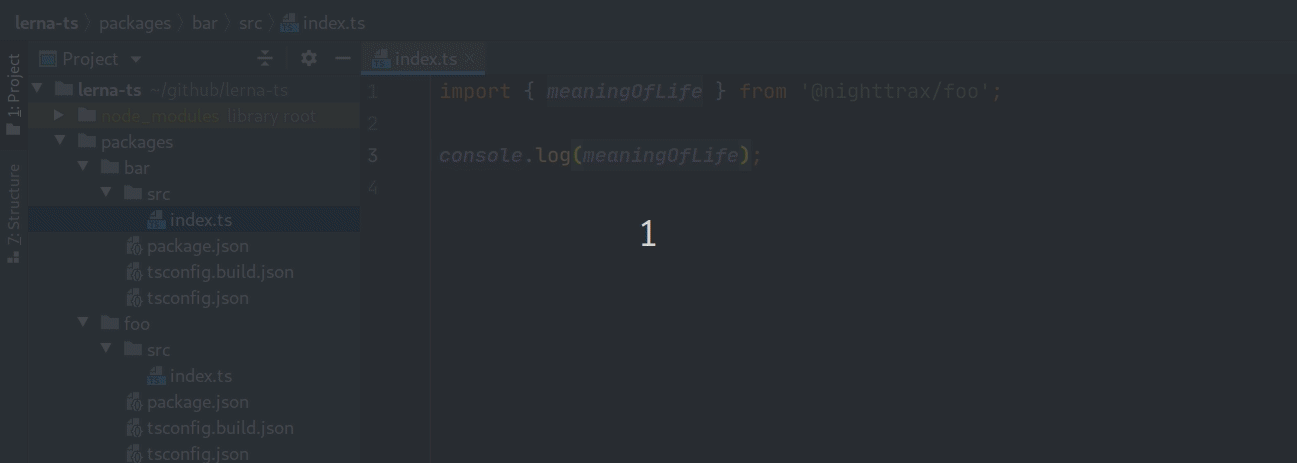 lerna-ts packages bar src index.ts
1: Project
Project
index.ts
lerna-ts ~/github/lerna-ts
node_modules library root
packages
bar
src
index.ts
package.json
tsconfig.build.json
tsconfig.json
foo
src
index.ts
package.json
tsconfig.build.json
tsconfig.json
7: Structure
1 import { meaningOfLife } from '@nighttrax/foo';
2
3 console.log(meaningOfLife);
4
1